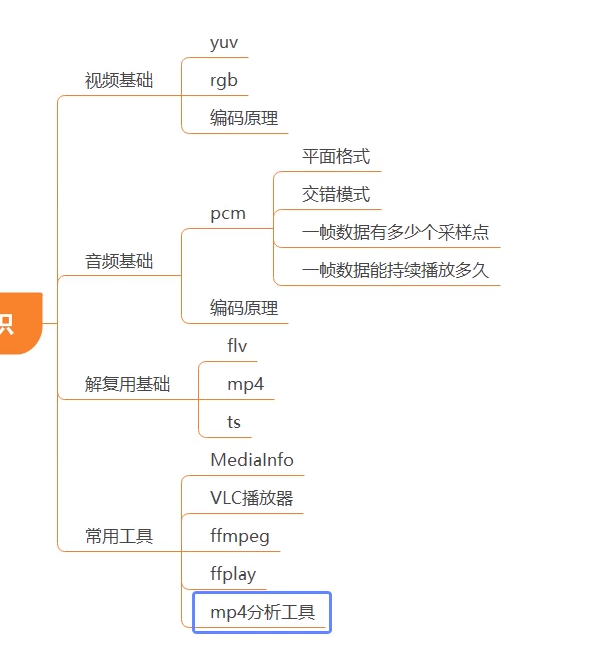 yuv
视频基础
rgb
编码原理
平面格式
交错模式
pcm
一帧数据有多少个采样点
音频基础
一帧数据能持续播放多久
编码原理
识
flv
解复用基础
mp4
ts
MediaInfo
VLC播放器
常用工具
ffmpeg
ffplay
mp4分析工具